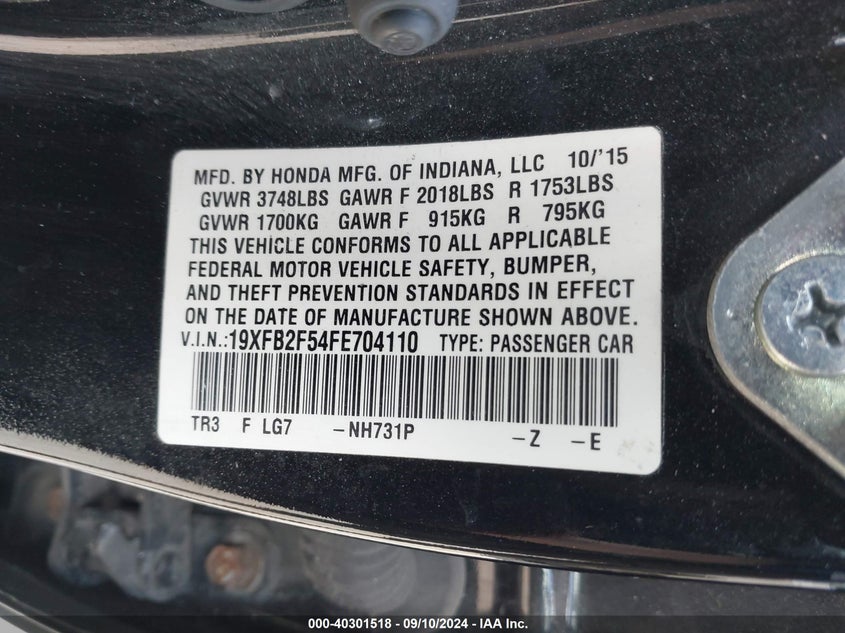 MFD. BY HONDA MFG. OF INDIANA, LLC 10/'15
GVWR 3748LBS GAWR F 2018LBS R 1753LBS
GVWR 1700KG GAWR F 915KG R 795KG
THIS VEHICLE CONFORMS TO ALL APPLICABLE
FEDERAL MOTOR VEHICLE SAFETY, BUMPER,
AND THEFT PREVENTION STANDARDS IN EFFECT
ON THE DATE OF MANUFACTURE SHOWN ABOVE.
V.I.N.:19XFB2F54FE704110 TYPE: PASSENGER CAR
TR3 F LG7 -NH731P -Z -E
000-40301518 - 09/10/2024 - IAA Inc.